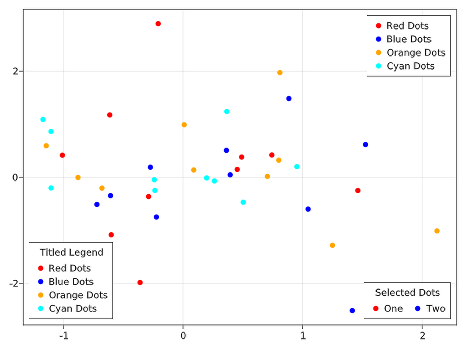 Red Dots
Blue Dots
Orange Dots
Cyan Dots
2
0
-2
Titled Legend
Red Dots
Blue Dots
Orange Dots
Cyan Dots
Selected Dots
One Two
-1 0 1 2